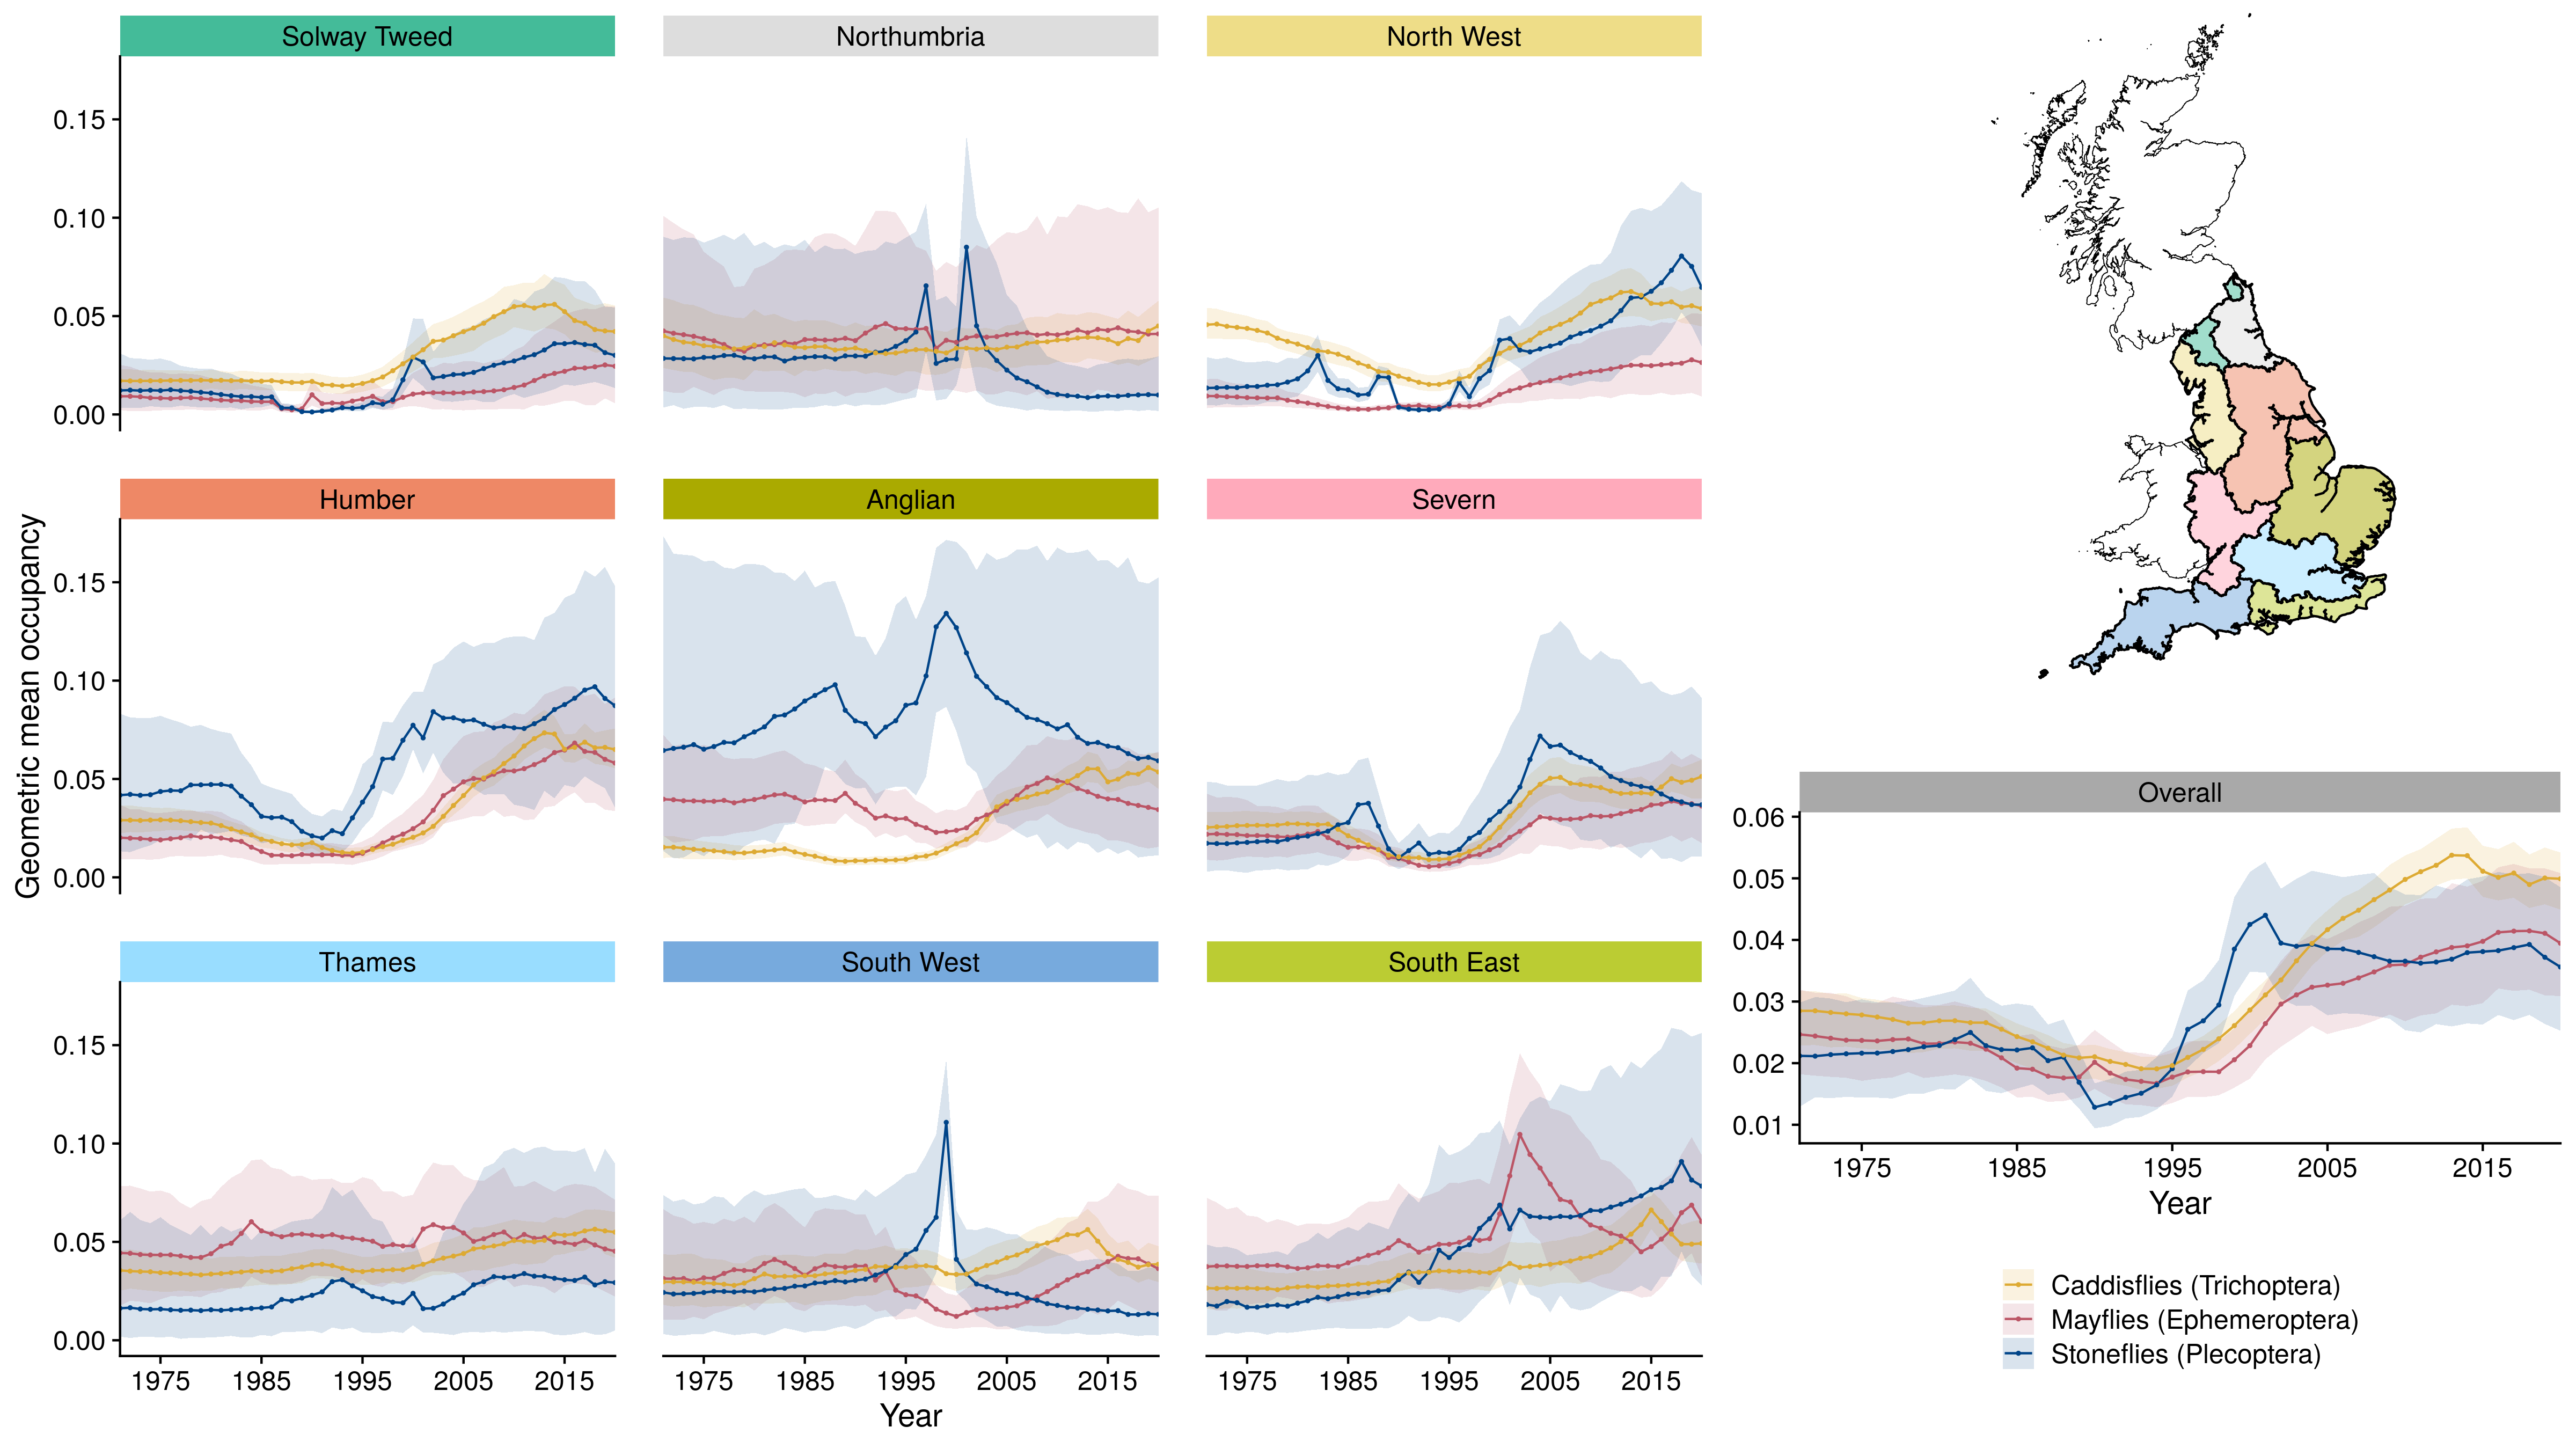 Solway Tweed
Northumbria
North West
0.15
0.10
0.05
0.00
Humber
Anglian
Severn
0.15
0.10
0.05
0.00
Geometric mean occupancy
Thames
South West
South East
0.15
0.10
0.05
0.00
1975 1985 1995 2005 2015
1975 1985 1995 2005 2015
1975 1985 1995 2005 2015
Year
Overall
0.06
0.05
0.04
0.03
0.02
0.01
1975 1985 1995 2005 2015
Year
Caddisflies (Trichoptera)
Mayflies (Ephemeroptera)
Stoneflies (Plecoptera)